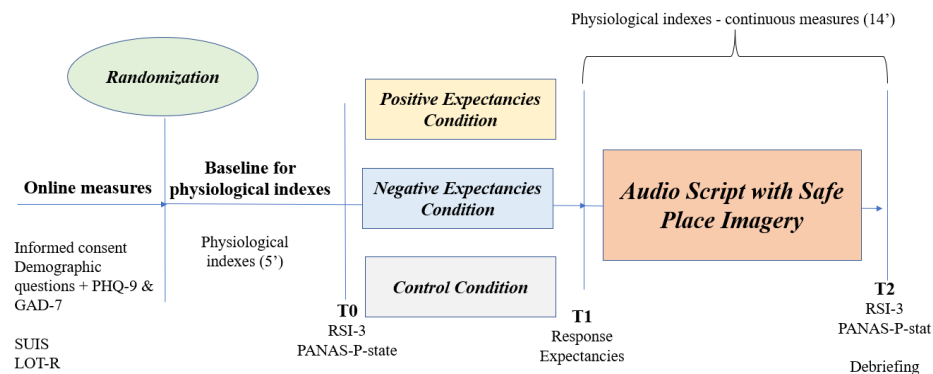 Physiological indexes - continuous measures (14’)
Randomization
Positive Expectancies
Condition
Online measures
Baseline for
physiological indexes
Negative Expectancies
Condition
Audio Script with Safe
Place Imagery
Informed consent
Demographic
questions + PHQ-9 &
GAD-7
SUIS
LOT-R
Physiological
indexes (5’)
Control Condition
T0
RSI-3
PANAS-P-state
T1
Response
Expectancies
T2
RSI-3
PANAS-P-stat
Debriefing